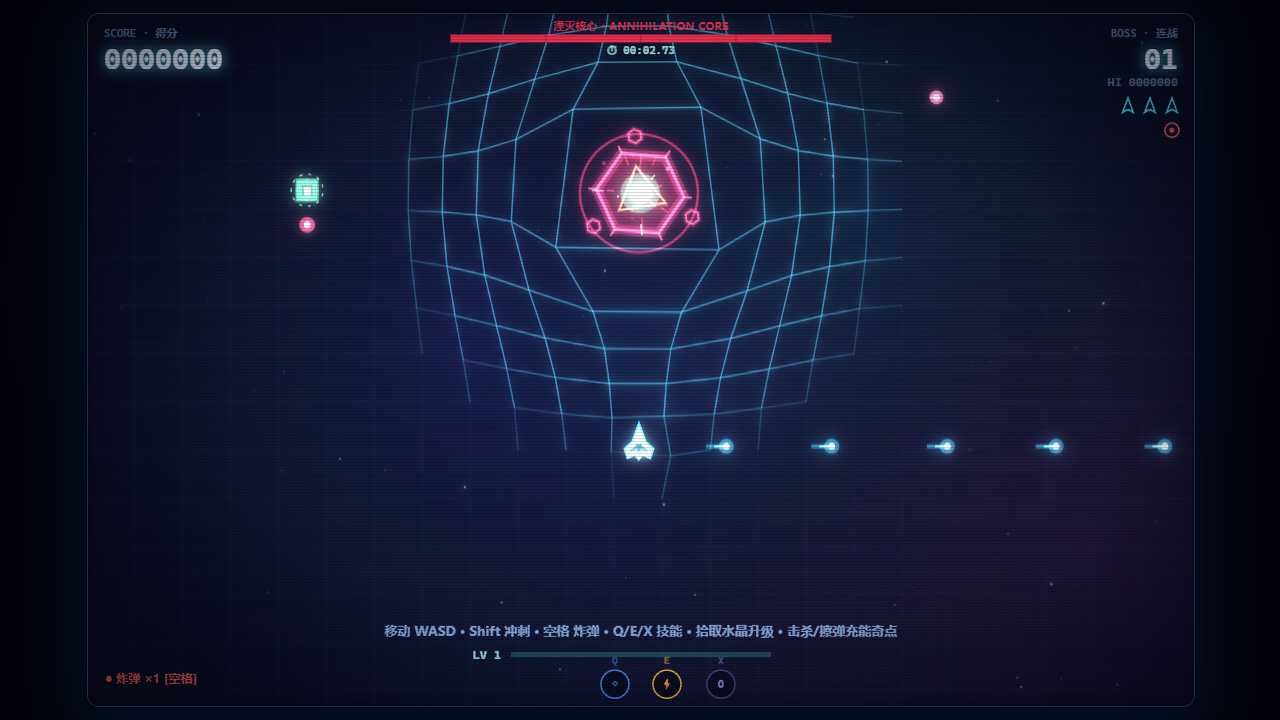 湮灭核心 · ANNIHILATION CORE
⏱ 00:02.73
SCORE · 得分
0000000
BOSS · 连战
01
HI 0000000
移动 WASD • Shift 冲刺 • 空格 炸弹 • Q/E/X 技能 • 拾取水晶升级 • 击杀/擦弹充能奇点
LV 1
Q E X
0
● 炸弹 ×1 [空格]